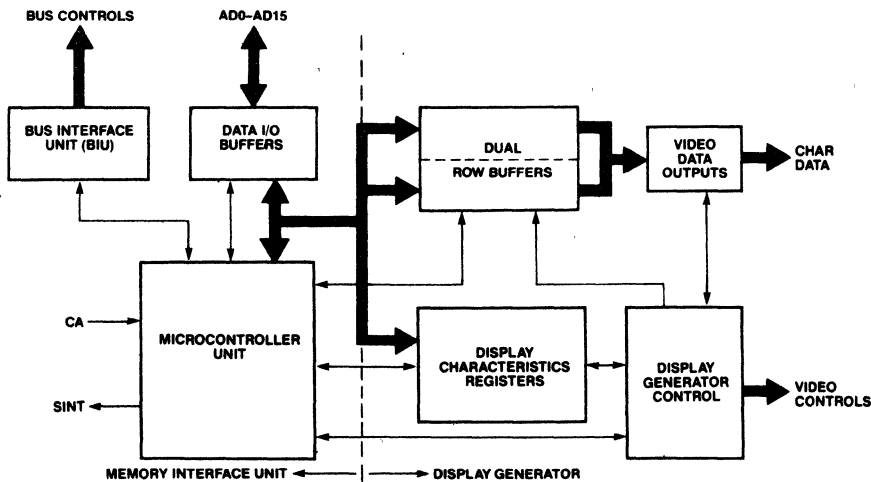 BUS CONTROLS
AD0–AD15
BUS INTERFACE
UNIT (BIU)
DATA I/O
BUFFERS
DUAL
ROW BUFFERS
VIDEO
DATA
OUTPUTS
CHAR
DATA
CA
SINT
MICROCONTROLLER
UNIT
DISPLAY
CHARACTERISTICS
REGISTERS
DISPLAY
GENERATOR
CONTROL
VIDEO
CONTROLS
MEMORY INTERFACE UNIT
DISPLAY GENERATOR